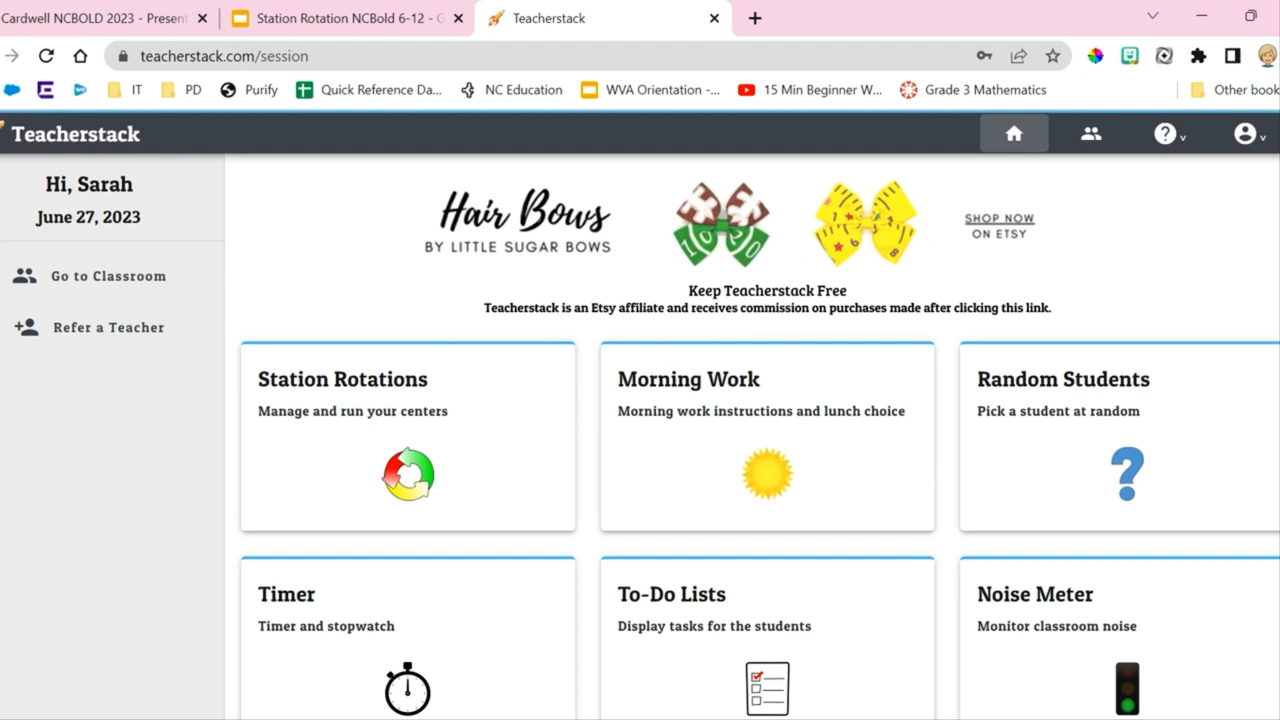 Cardwell NCBOLD 2023 - Present
Station Rotation NCBold 6-12 - G
Teacherstack
teacherstack.com/session
IT
PD
Purify
Quick Reference Da...
NC Education
WVA Orientation -...
15 Min Beginner W...
Grade 3 Mathematics
Other book
Teacherstack
Hi, Sarah
June 27, 2023
Go to Classroom
Refer a Teacher
Hair Bows
BY LITTLE SUGAR BOWS
SHOP NOW
ON ETSY
Keep Teacherstack Free
Teacherstack is an Etsy affiliate and receives commission on purchases made after clicking this link.
Station Rotations
Manage and run your centers
Morning Work
Morning work instructions and lunch choice
Random Students
Pick a student at random
Timer
Timer and stopwatch
To-Do Lists
Display tasks for the students
Noise Meter
Monitor classroom noise